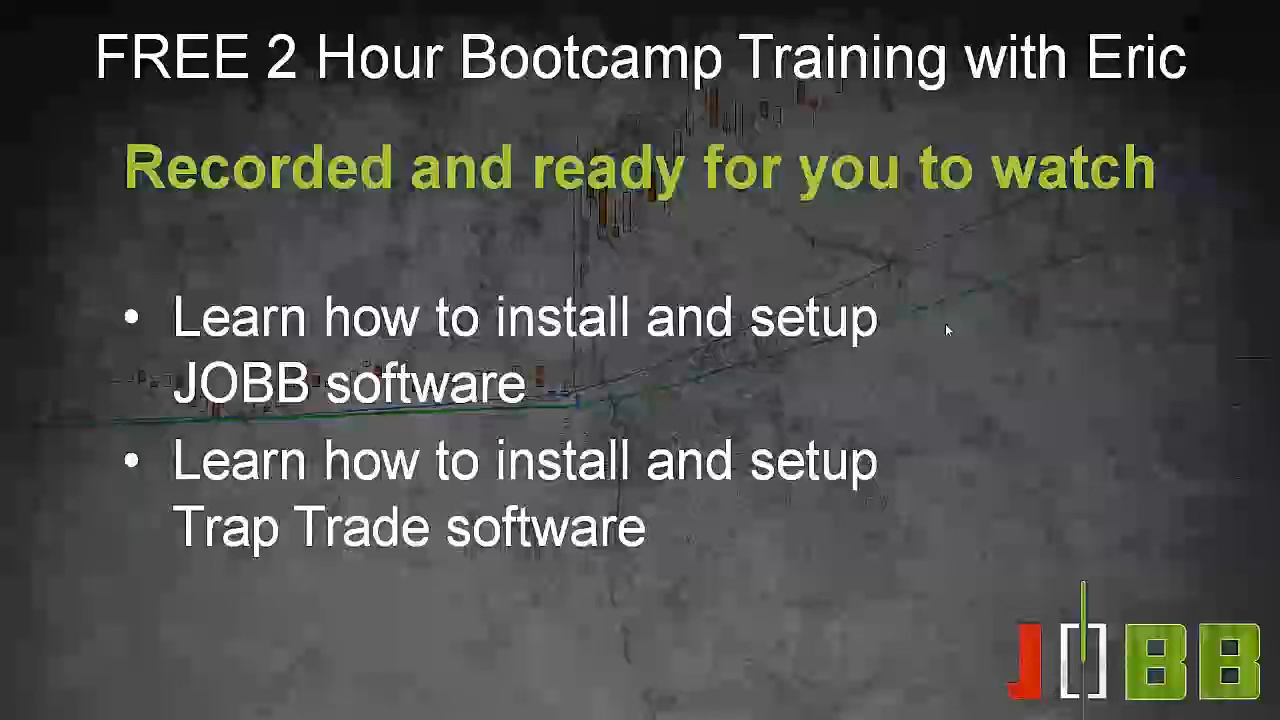 FREE 2 Hour Bootcamp Training with Eric
Recorded and ready for you to watch
• Learn how to install and setup
JOBB software
• Learn how to install and setup
Trap Trade software
JOBB